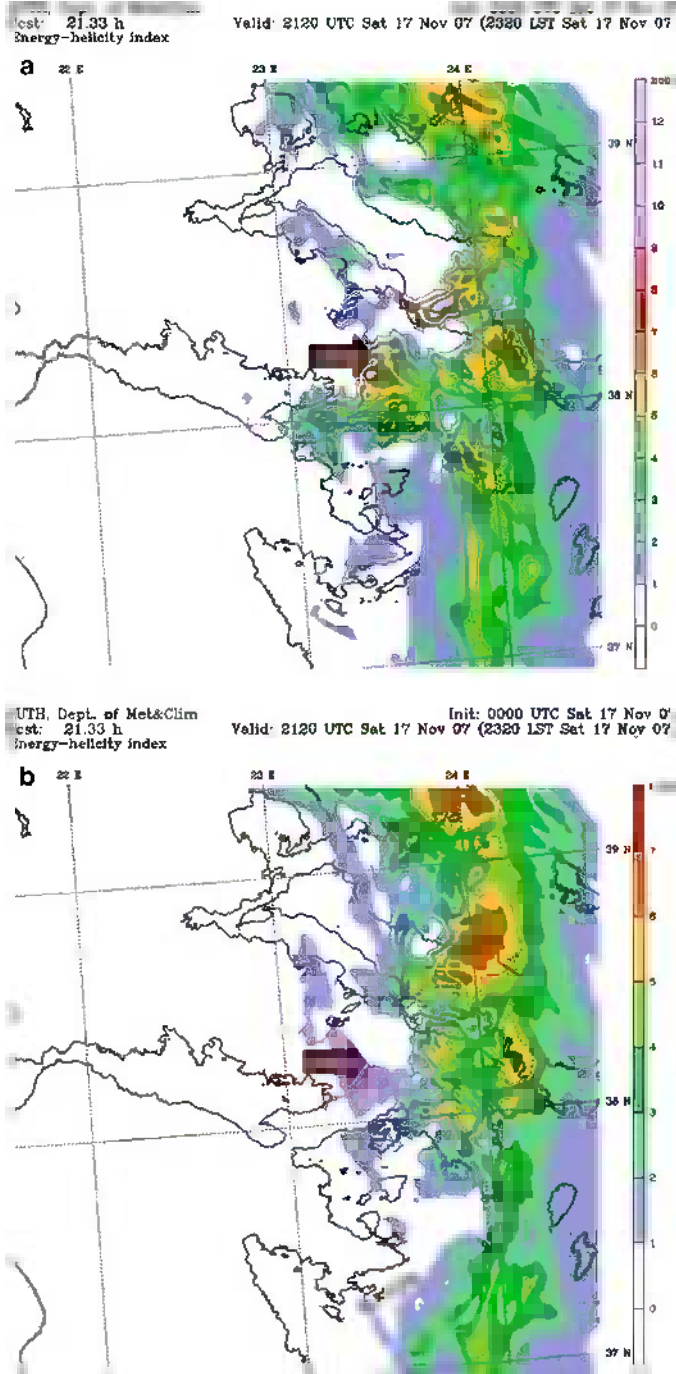 21.33 h Valid: 2120 UTC Sat 17 Nov 07 (2320 LST Sat 17 Nov 07
Energy-helicity index
a
22 E 23 E 24 E
12
11
39 N
10
9
8
7
6
38 N
5
4
3
2
1
0
37 N
UTH, Dept. of Met&Clim Init: 0000 UTC Sat 17 Nov 0
cst: 21.33 h Valid: 2120 UTC Sat 17 Nov 07 (2320 LST Sat 17 Nov 07
Energy-helicity index
b
22 E 23 E 24 E
39 N
7
6
5
4
3
38 N
2
1
0
37 N